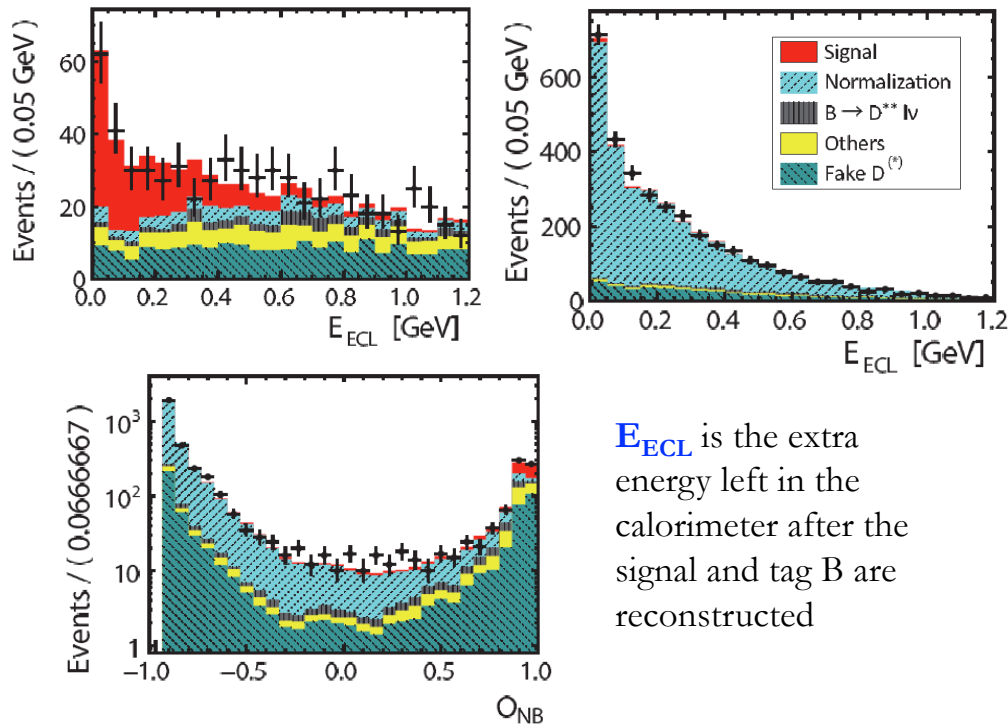 Events / ( 0.05 GeV )
60
40
20
0
0.0 0.2 0.4 0.6 0.8 1.0 1.2
E_ECL [GeV]
Events / ( 0.05 GeV )
600
400
200
0
0.0 0.2 0.4 0.6 0.8 1.0 1.2
E_ECL [GeV]
Signal
Normalization
B → D** lν
Others
Fake D(*)
Events / ( 0.0666667 )
10³
10²
10
1
-1.0 -0.5 0.0 0.5 1.0
O_NB
E_ECL is the extra
energy left in the
calorimeter after the
signal and tag B are
reconstructed